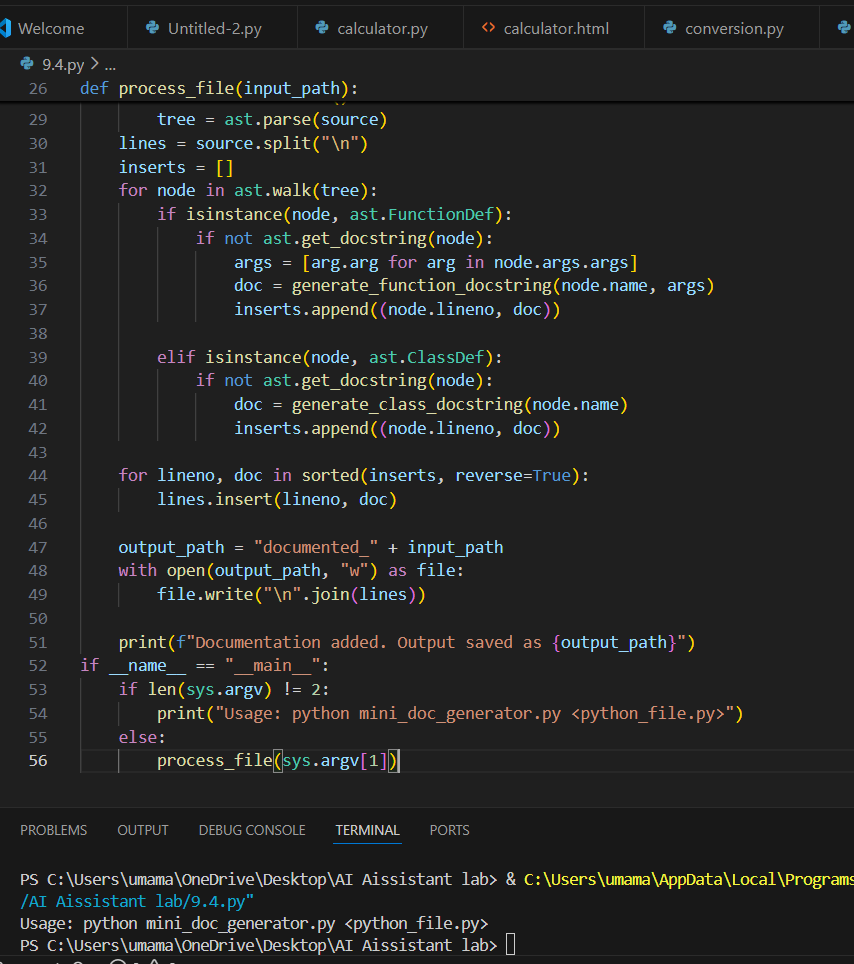 Welcome
Untitled-2.py
calculator.py
calculator.html
conversion.py
9.4.py > ...
26 def process_file(input_path):
29 tree = ast.parse(source)
30 lines = source.split("\n")
31 inserts = []
32 for node in ast.walk(tree):
33 if isinstance(node, ast.FunctionDef):
34 if not ast.get_docstring(node):
35 args = [arg.arg for arg in node.args.args]
36 doc = generate_function_docstring(node.name, args)
37 inserts.append((node.lineno, doc))
38
39 elif isinstance(node, ast.ClassDef):
40 if not ast.get_docstring(node):
41 doc = generate_class_docstring(node.name)
42 inserts.append((node.lineno, doc))
43
44 for lineno, doc in sorted(inserts, reverse=True):
45 lines.insert(lineno, doc)
46
47 output_path = "documented_" + input_path
48 with open(output_path, "w") as file:
49 file.write("\n".join(lines))
50
51 print(f"Documentation added. Output saved as {output_path}")
52 if __name__ == "__main__":
53 if len(sys.argv) != 2:
54 print("Usage: python mini_doc_generator.py <python_file.py>")
55 else:
56 process_file(sys.argv[1])
PROBLEMS OUTPUT DEBUG CONSOLE TERMINAL PORTS
PS C:\Users\umama\OneDrive\Desktop\AI Aissistant lab> & C:\Users\umama\AppData\Local\Programs
/AI Aissistant lab/9.4.py"
Usage: python mini_doc_generator.py <python_file.py>
PS C:\Users\umama\OneDrive\Desktop\AI Aissistant lab>